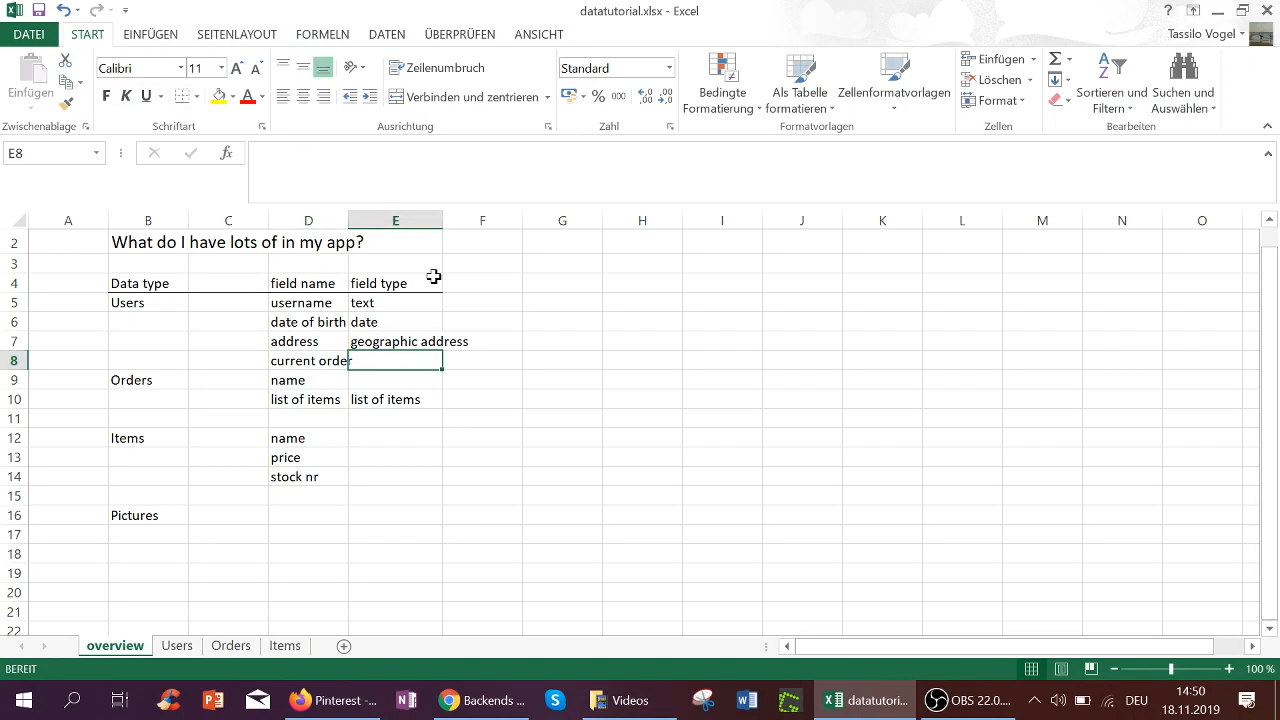 datatutorial.xlsx - Excel
DATEI START EINFÜGEN SEITENLAYOUT FORMELN DATEN ÜBERPRÜFEN ANSICHT Tassilo Vogel
Einfügen
Calibri 11
F K U
Zeilenumbruch
Verbinden und zentrieren
Standard
% 000
Bedingte Formatierung
Als Tabelle formatieren
Zellenformatvorlagen
Einfügen
Löschen
Format
Sortieren und Filtern
Suchen und Auswählen
Zwischenablage Schriftart Ausrichtung Zahl Formatvorlagen Zellen Bearbeiten
E8 fx
A B C D E F G H I J K L M N O
2 What do I have lots of in my app?
3
4 Data type field name field type
5 Users username text
6 date of birth date
7 address geographic address
8 current order
9 Orders name
10 list of items list of items
11
12 Items name
13 price
14 stock nr
15
16 Pictures
17
18
19
20
21
22
overview Users Orders Items
BEREIT 100 %
Pinterest -... Backends ... Videos datatutori... OBS 22.0.... DEU 14:50
18.11.2019